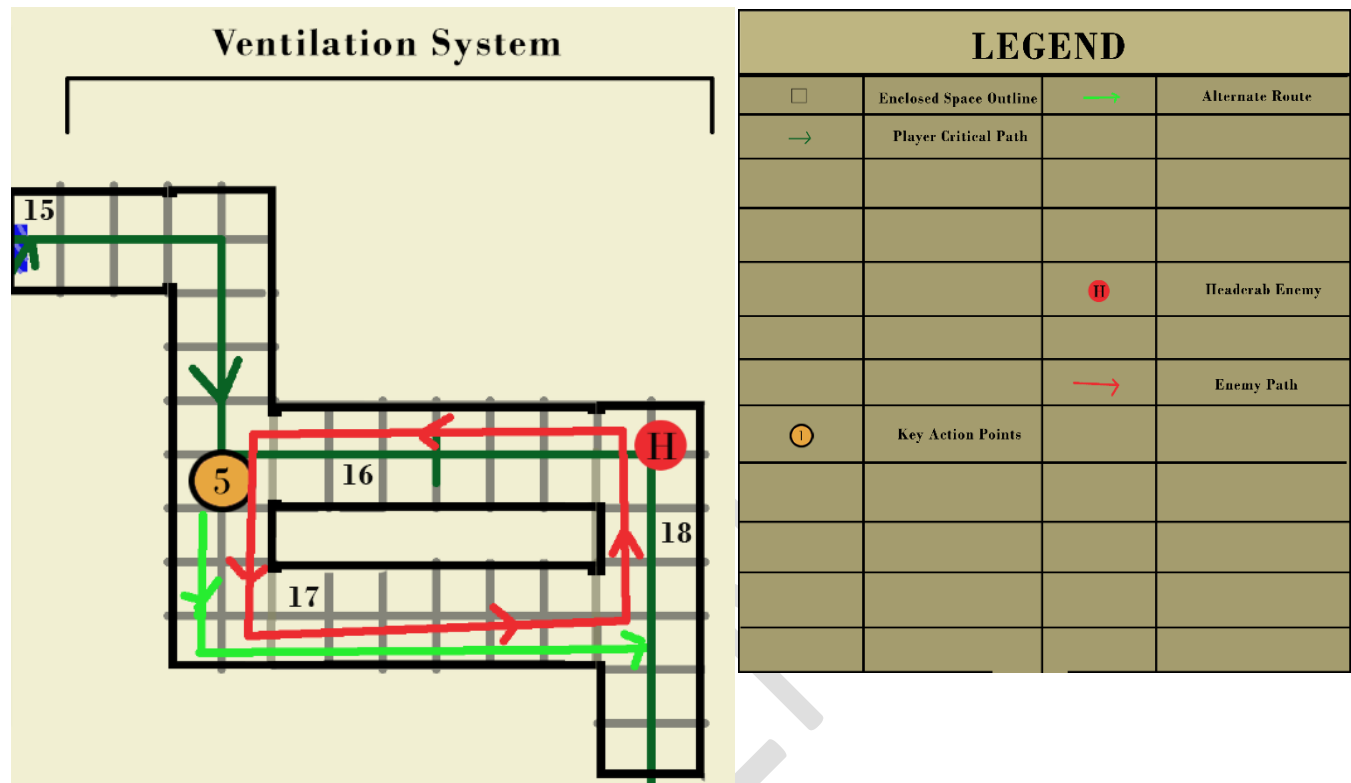 Ventilation System
15
5
16
H
18
17
LEGEND
Enclosed Space Outline
Alternate Route
Player Critical Path
H
Headcrab Enemy
Enemy Path
1
Key Action Points